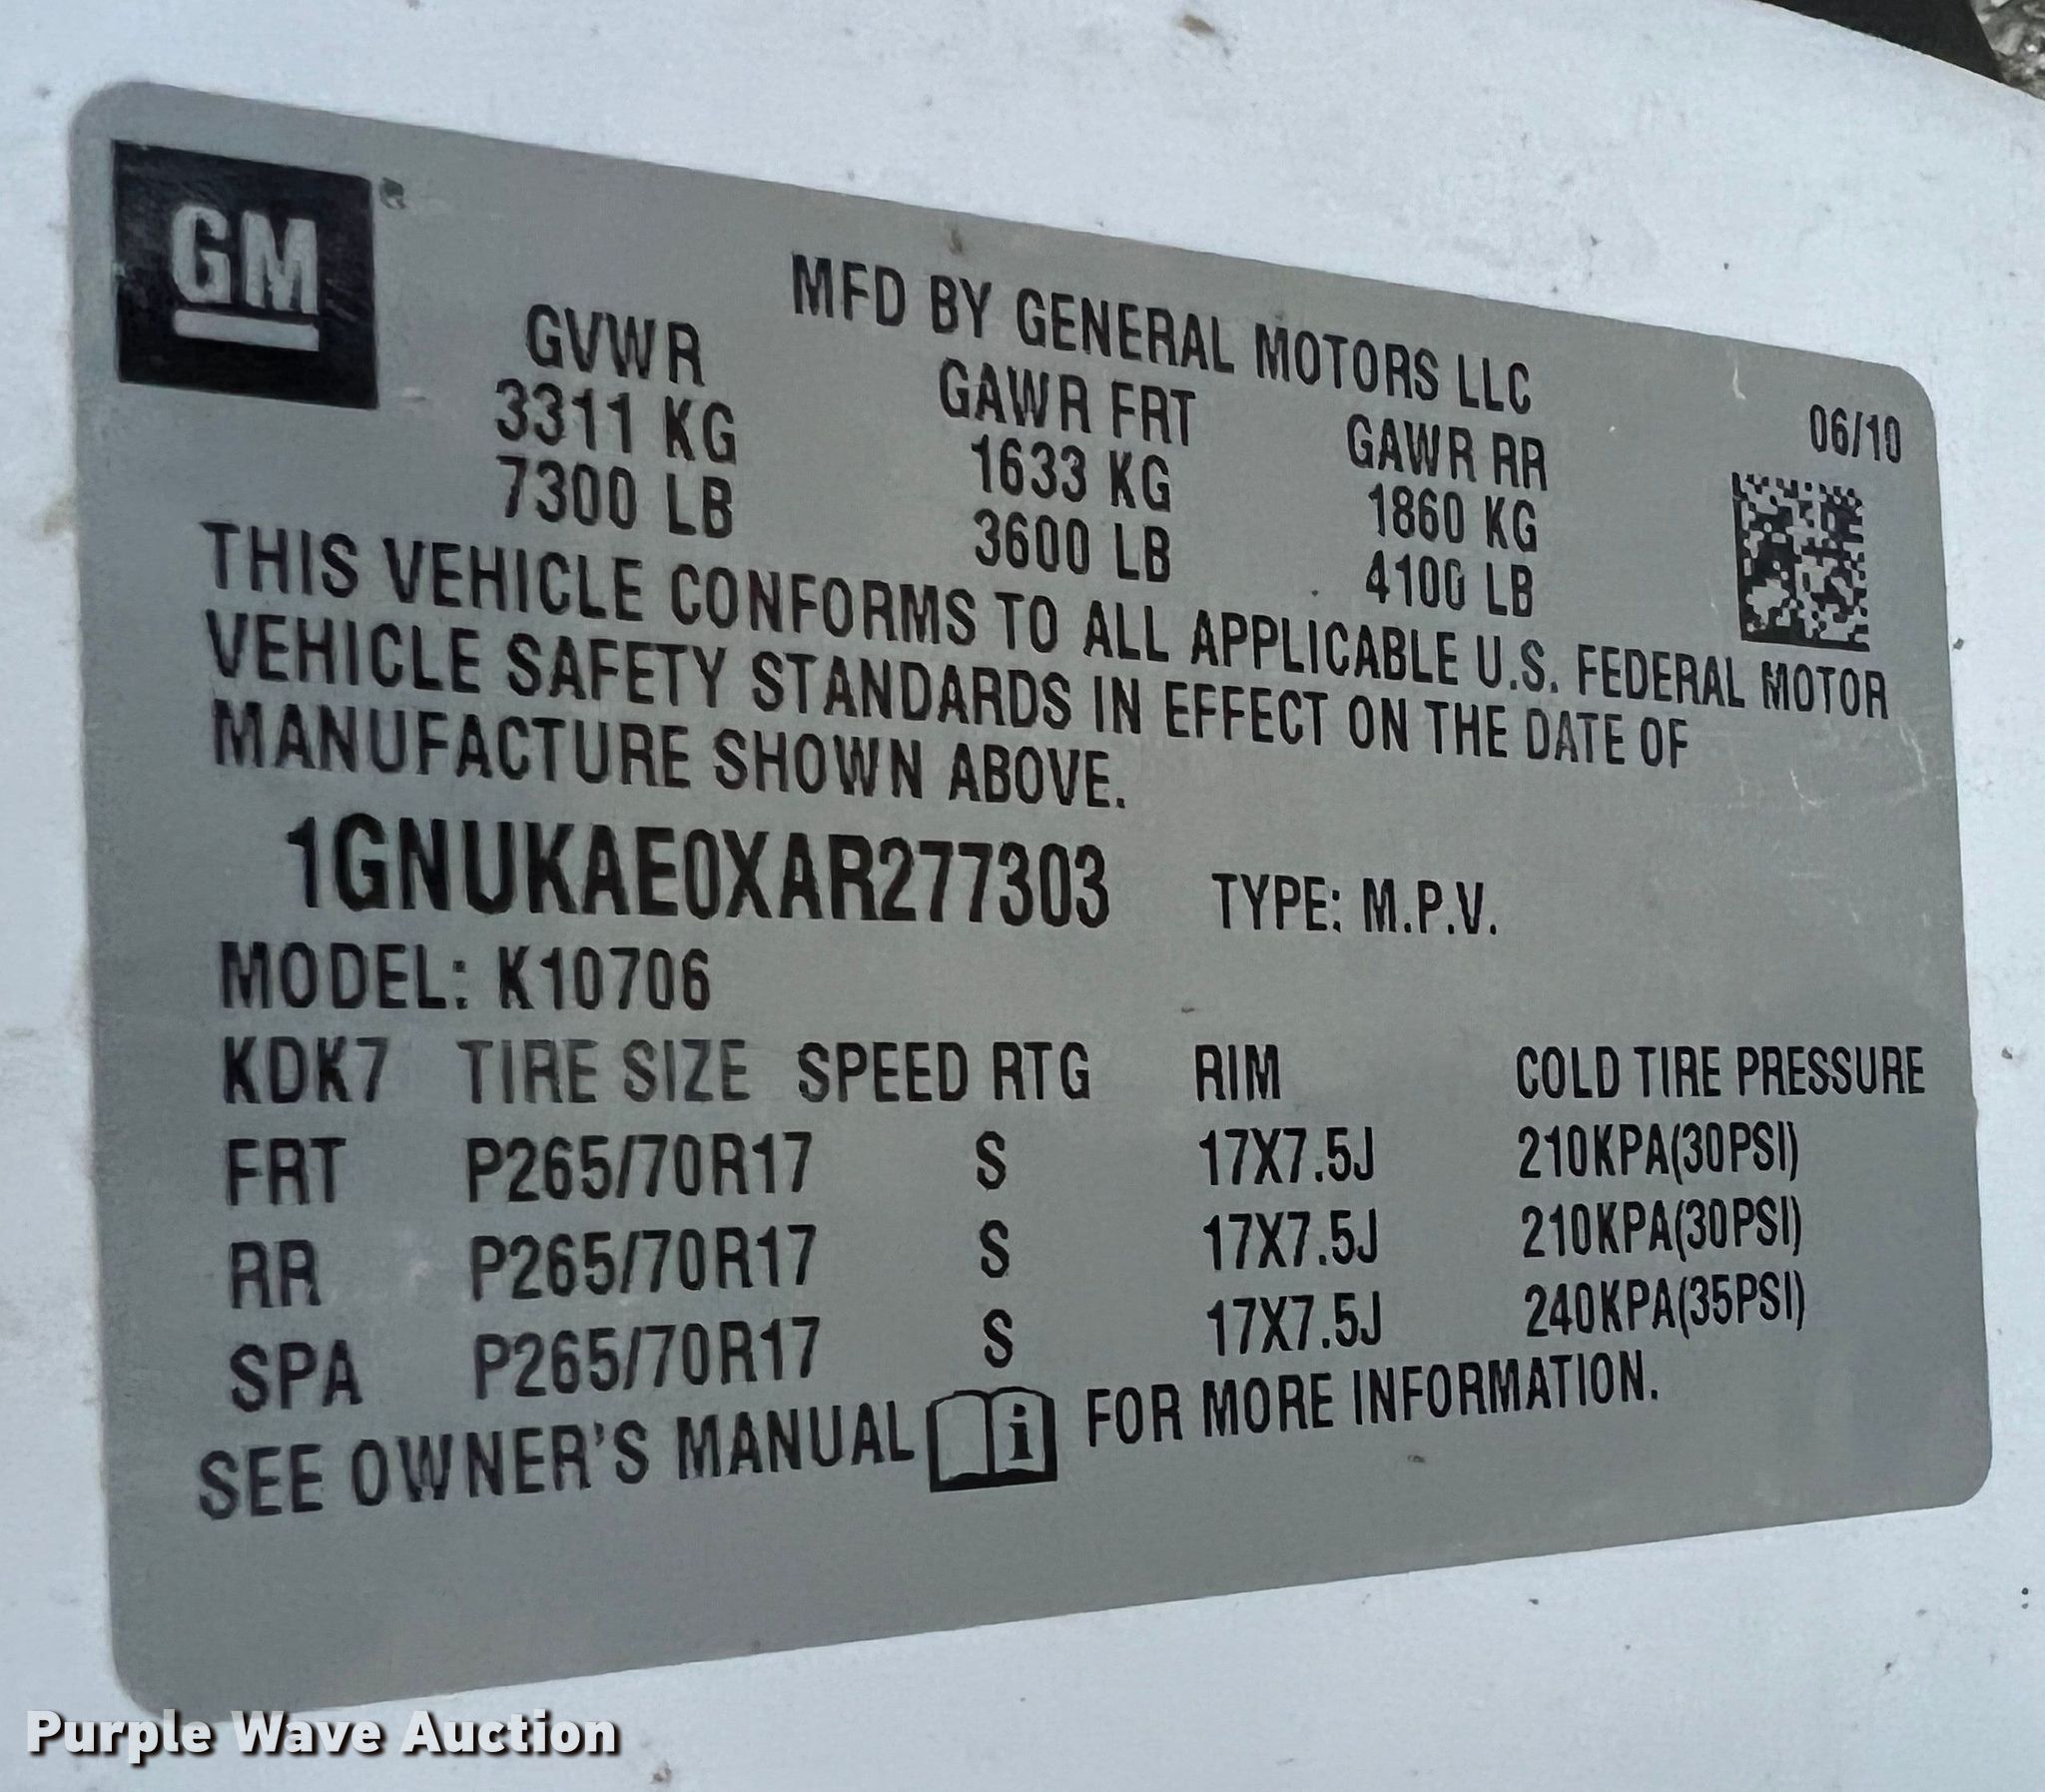 GM
MFD BY GENERAL MOTORS LLC
06/10
GVWR GAWR FRT GAWR RR
3311 KG 1633 KG 1860 KG
7300 LB 3600 LB 4100 LB
THIS VEHICLE CONFORMS TO ALL APPLICABLE U.S. FEDERAL MOTOR
VEHICLE SAFETY STANDARDS IN EFFECT ON THE DATE OF
MANUFACTURE SHOWN ABOVE.
1GNUKAE0XAR277303 TYPE: M.P.V.
MODEL: K10706
KDK7 TIRE SIZE SPEED RTG RIM COLD TIRE PRESSURE
FRT P265/70R17 S 17X7.5J 210KPA(30PSI)
RR P265/70R17 S 17X7.5J 210KPA(30PSI)
SPA P265/70R17 S 17X7.5J 240KPA(35PSI)
SEE OWNER'S MANUAL i FOR MORE INFORMATION.
Purple Wave Auction